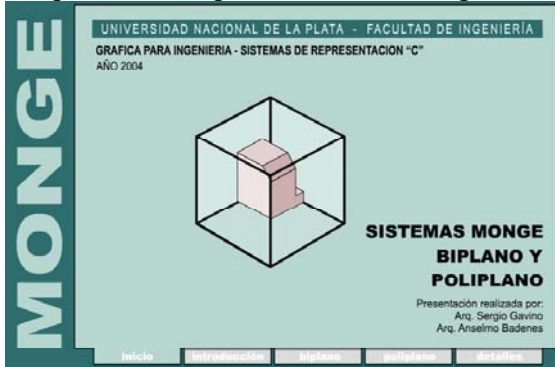 MONGE
UNIVERSIDAD NACIONAL DE LA PLATA - FACULTAD DE INGENIERÍA
GRAFICA PARA INGENIERIA - SISTEMAS DE REPRESENTACION “C”
AÑO 2004
SISTEMAS MONGE
BIPLANO Y
POLIPLANO
Presentación realizada por:
Arq. Sergio Gavino
Arq. Anselmo Badenes
inicio introducción biplano poliplano detalles